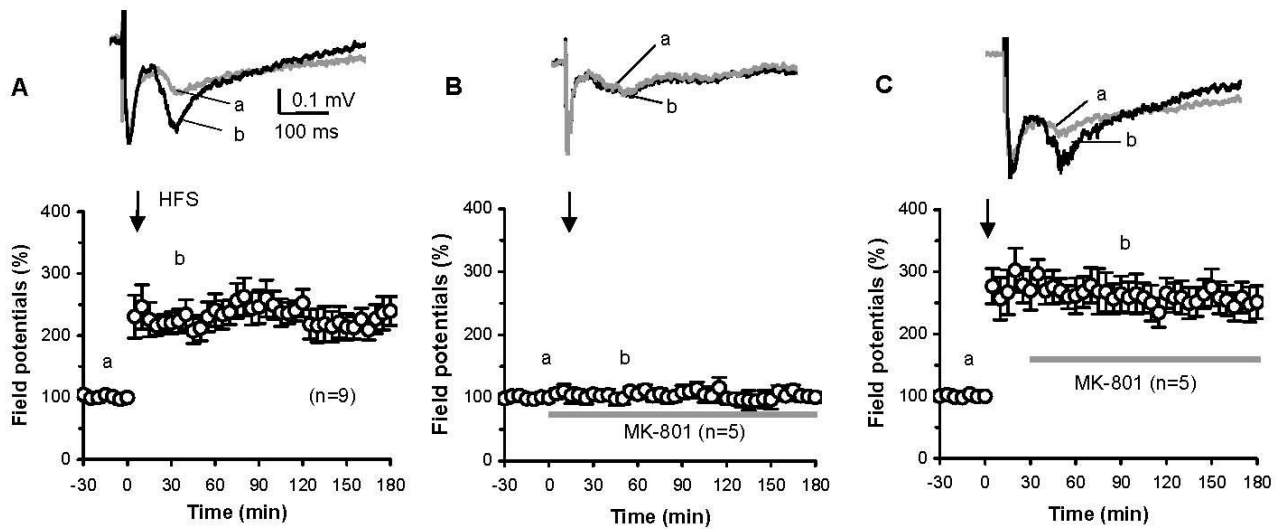 A
a
b
0.1 mV
100 ms
HFS
Field potentials (%)
400
300
200
100
0
a
b
(n=9)
-30 0 30 60 90 120 150 180
Time (min)
B
a
b
Field potentials (%)
400
300
200
100
0
a
b
MK-801 (n=5)
-30 0 30 60 90 120 150 180
Time (min)
C
a
b
Field potentials (%)
400
300
200
100
0
a
b
MK-801 (n=5)
-30 0 30 60 90 120 150 180
Time (min)